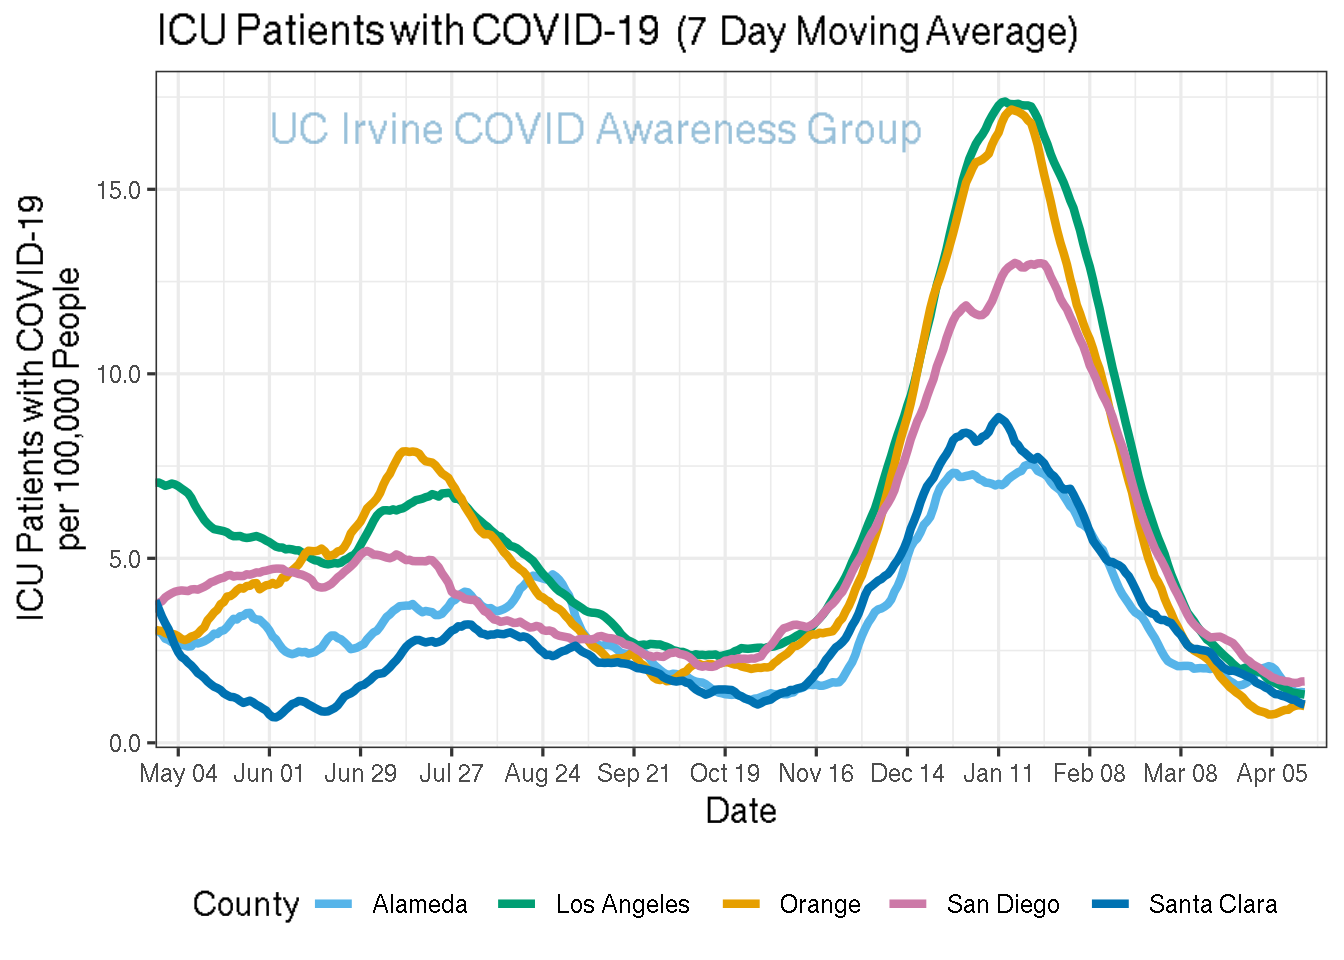 ICU Patients with COVID-19 (7 Day Moving Average)
UC Irvine COVID Awareness Group
ICU Patients with COVID-19
per 100,000 People
15.0
10.0
5.0
0.0
May 04 Jun 01 Jun 29 Jul 27 Aug 24 Sep 21 Oct 19 Nov 16 Dec 14 Jan 11 Feb 08 Mar 08 Apr 05
Date
County Alameda Los Angeles Orange San Diego Santa Clara